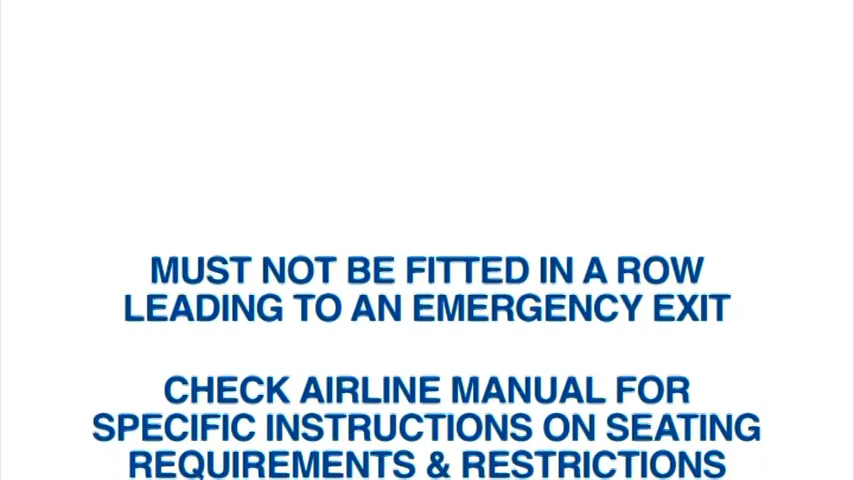 MUST NOT BE FITTED IN A ROW
LEADING TO AN EMERGENCY EXIT
CHECK AIRLINE MANUAL FOR
SPECIFIC INSTRUCTIONS ON SEATING
REQUIREMENTS & RESTRICTIONS